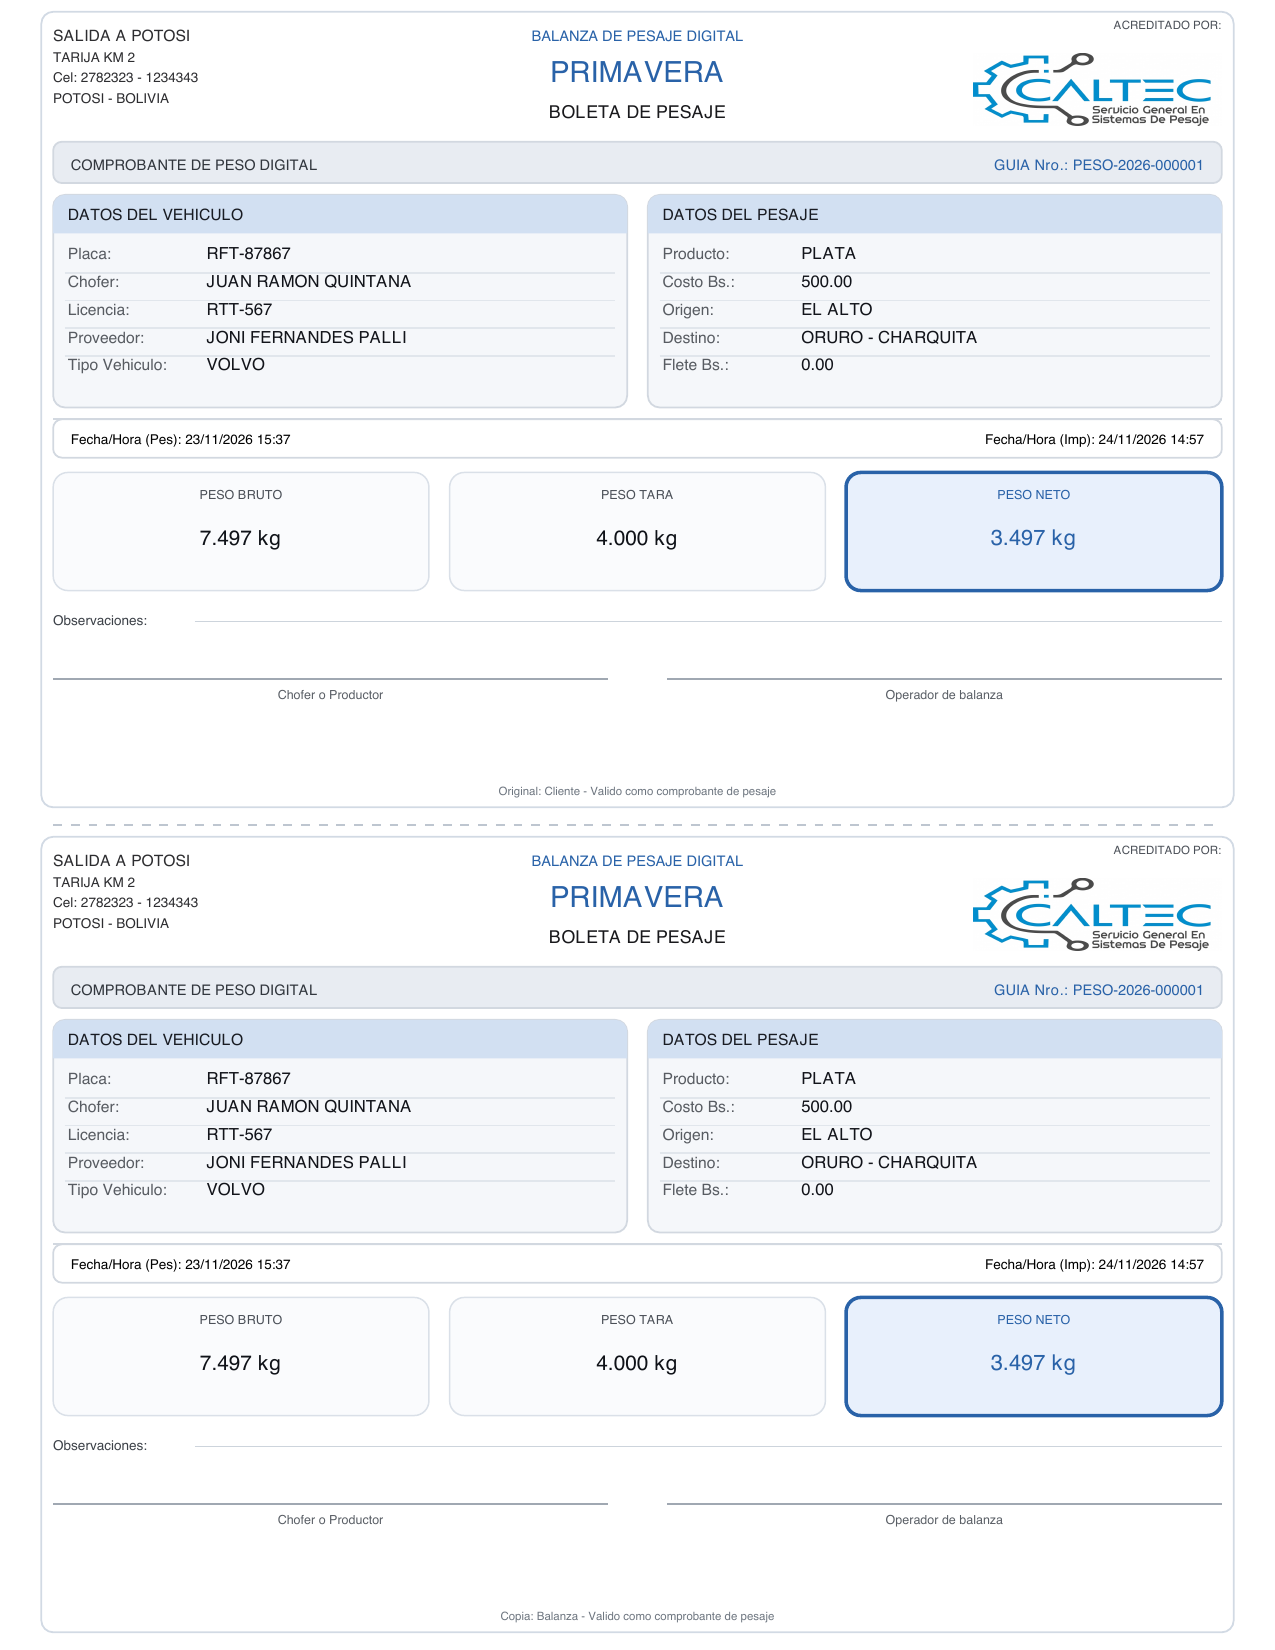 SALIDA A POTOSI
TARIJA KM 2
Cel: 2782323 - 1234343
POTOSI - BOLIVIA
BALANZA DE PESAJE DIGITAL
PRIMAVERA
BOLETA DE PESAJE
ACREDITADO POR:
CALTEC
Servicio General En
Sistemas De Pesaje
COMPROBANTE DE PESO DIGITAL
GUIA Nro.: PESO-2026-000001
DATOS DEL VEHICULO
Placa: RFT-87867
Chofer: JUAN RAMON QUINTANA
Licencia: RTT-567
Proveedor: JONI FERNANDES PALLI
Tipo Vehiculo: VOLVO
DATOS DEL PESAJE
Producto: PLATA
Costo Bs.: 500.00
Origen: EL ALTO
Destino: ORURO - CHARQUITA
Flete Bs.: 0.00
Fecha/Hora (Pes): 23/11/2026 15:37
Fecha/Hora (Imp): 24/11/2026 14:57
PESO BRUTO
7.497 kg
PESO TARA
4.000 kg
PESO NETO
3.497 kg
Observaciones:
Chofer o Productor
Operador de balanza
Original: Cliente - Valido como comprobante de pesaje
SALIDA A POTOSI
TARIJA KM 2
Cel: 2782323 - 1234343
POTOSI - BOLIVIA
BALANZA DE PESAJE DIGITAL
PRIMAVERA
BOLETA DE PESAJE
ACREDITADO POR:
CALTEC
Servicio General En
Sistemas De Pesaje
COMPROBANTE DE PESO DIGITAL
GUIA Nro.: PESO-2026-000001
DATOS DEL VEHICULO
Placa: RFT-87867
Chofer: JUAN RAMON QUINTANA
Licencia: RTT-567
Proveedor: JONI FERNANDES PALLI
Tipo Vehiculo: VOLVO
DATOS DEL PESAJE
Producto: PLATA
Costo Bs.: 500.00
Origen: EL ALTO
Destino: ORURO - CHARQUITA
Flete Bs.: 0.00
Fecha/Hora (Pes): 23/11/2026 15:37
Fecha/Hora (Imp): 24/11/2026 14:57
PESO BRUTO
7.497 kg
PESO TARA
4.000 kg
PESO NETO
3.497 kg
Observaciones:
Chofer o Productor
Operador de balanza
Copia: Balanza - Valido como comprobante de pesaje